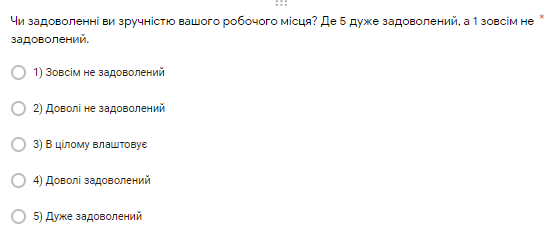 Чи задоволенні ви зручністю вашого робочого місця? Де 5 дуже задоволений, а 1 зовсім не *
задоволений.
1) Зовсім не задоволений
2) Доволі не задоволений
3) В цілому влаштовує
4) Доволі задоволений
5) Дуже задоволений